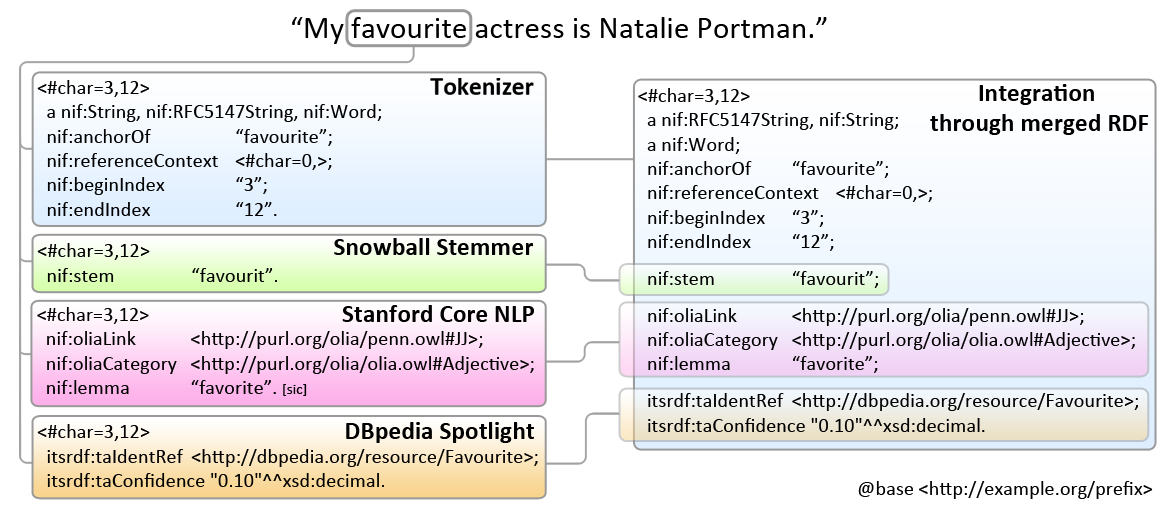 “My favourite actress is Natalie Portman.”
<#char=3,12>
Tokenizer
a nif:String, nif:RFC5147String, nif:Word;
nif:anchorOf “favourite”;
nif:referenceContext <#char=0,>;
nif:beginIndex “3”;
nif:endIndex “12”.
<#char=3,12>
Snowball Stemmer
nif:stem “favourit”.
<#char=3,12>
Stanford Core NLP
nif:oliaLink <http://purl.org/olia/penn.owl#JJ>;
nif:oliaCategory <http://purl.org/olia/olia.owl#Adjective>;
nif:lemma “favorite”. [sic]
<#char=3,12>
DBpedia Spotlight
itsrdf:taIdentRef <http://dbpedia.org/resource/Favourite>;
itsrdf:taConfidence "0.10"^^xsd:decimal.
<#char=3,12>
Integration
through merged RDF
a nif:RFC5147String, nif:String;
a nif:Word;
nif:anchorOf “favourite”;
nif:referenceContext <#char=0,>;
nif:beginIndex “3”;
nif:endIndex “12”;
nif:stem “favourit”;
nif:oliaLink <http://purl.org/olia/penn.owl#JJ>;
nif:oliaCategory <http://purl.org/olia/olia.owl#Adjective>;
nif:lemma “favorite”;
itsrdf:taIdentRef <http://dbpedia.org/resource/Favourite>;
itsrdf:taConfidence "0.10"^^xsd:decimal.
@base <http://example.org/prefix>